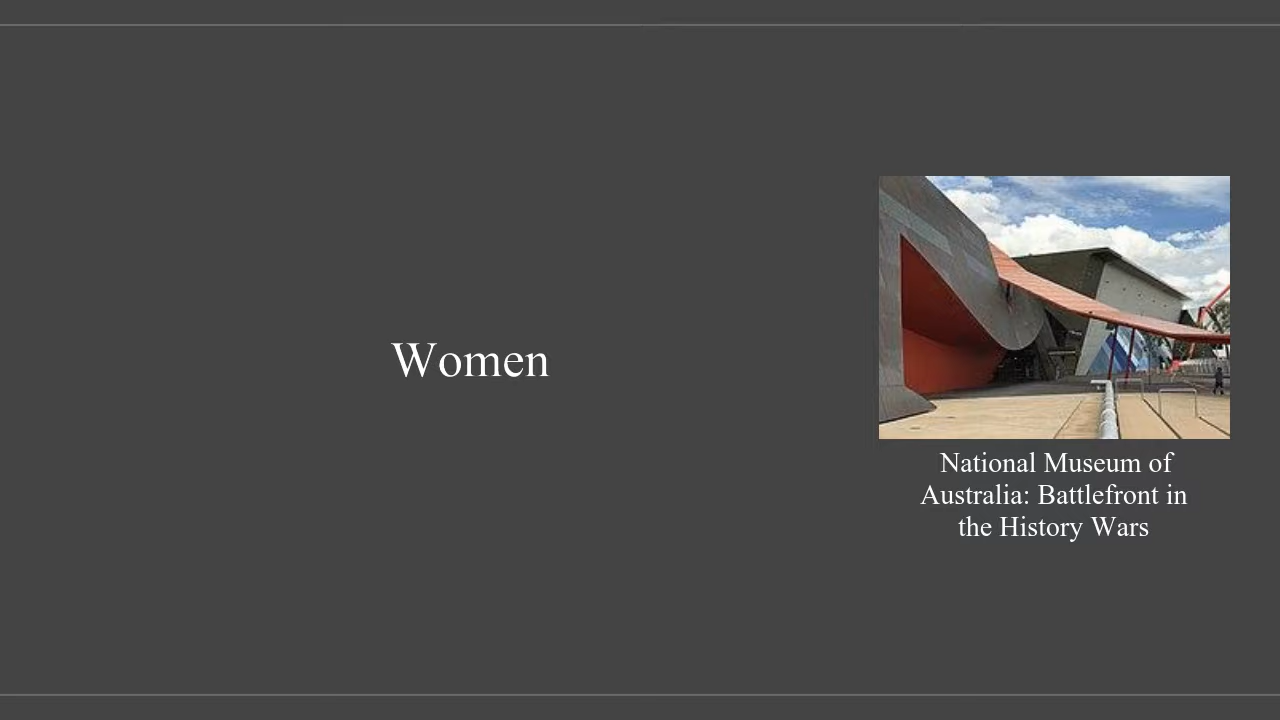 Women
National Museum of
Australia: Battlefront in
the History Wars